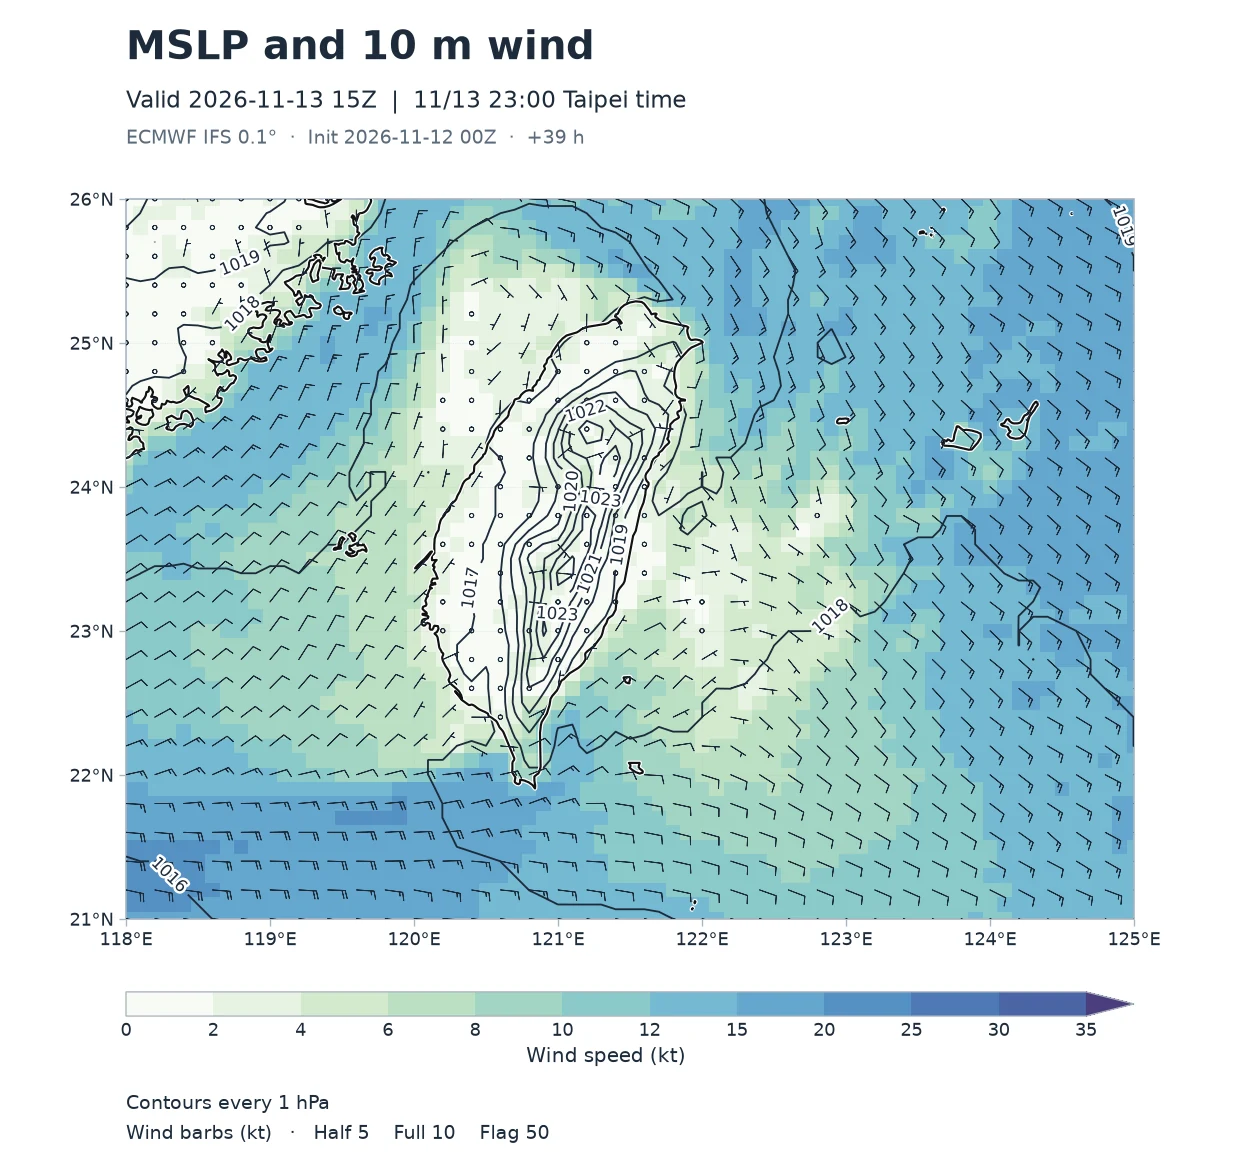 MSLP and 10 m wind
Valid 2026-11-13 15Z | 11/13 23:00 Taipei time
ECMWF IFS 0.1° · Init 2026-11-12 00Z · +39 h
26°N
25°N
24°N
23°N
22°N
21°N
1019
1019
1018
1022
1020
1023
1019
1021
1017
1023
1018
1016
118°E 119°E 120°E 121°E 122°E 123°E 124°E 125°E
0 2 4 6 8 10 12 15 20 25 30 35
Wind speed (kt)
Contours every 1 hPa
Wind barbs (kt) · Half 5 Full 10 Flag 50